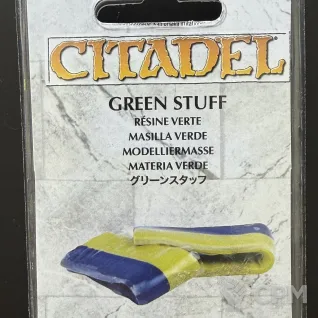 CITADEL
GREEN STUFF
RÉSINE VERTE
MASILLA VERDE
MODELLIERMASSE
MATERIA VERDE
グリーンスタッフ